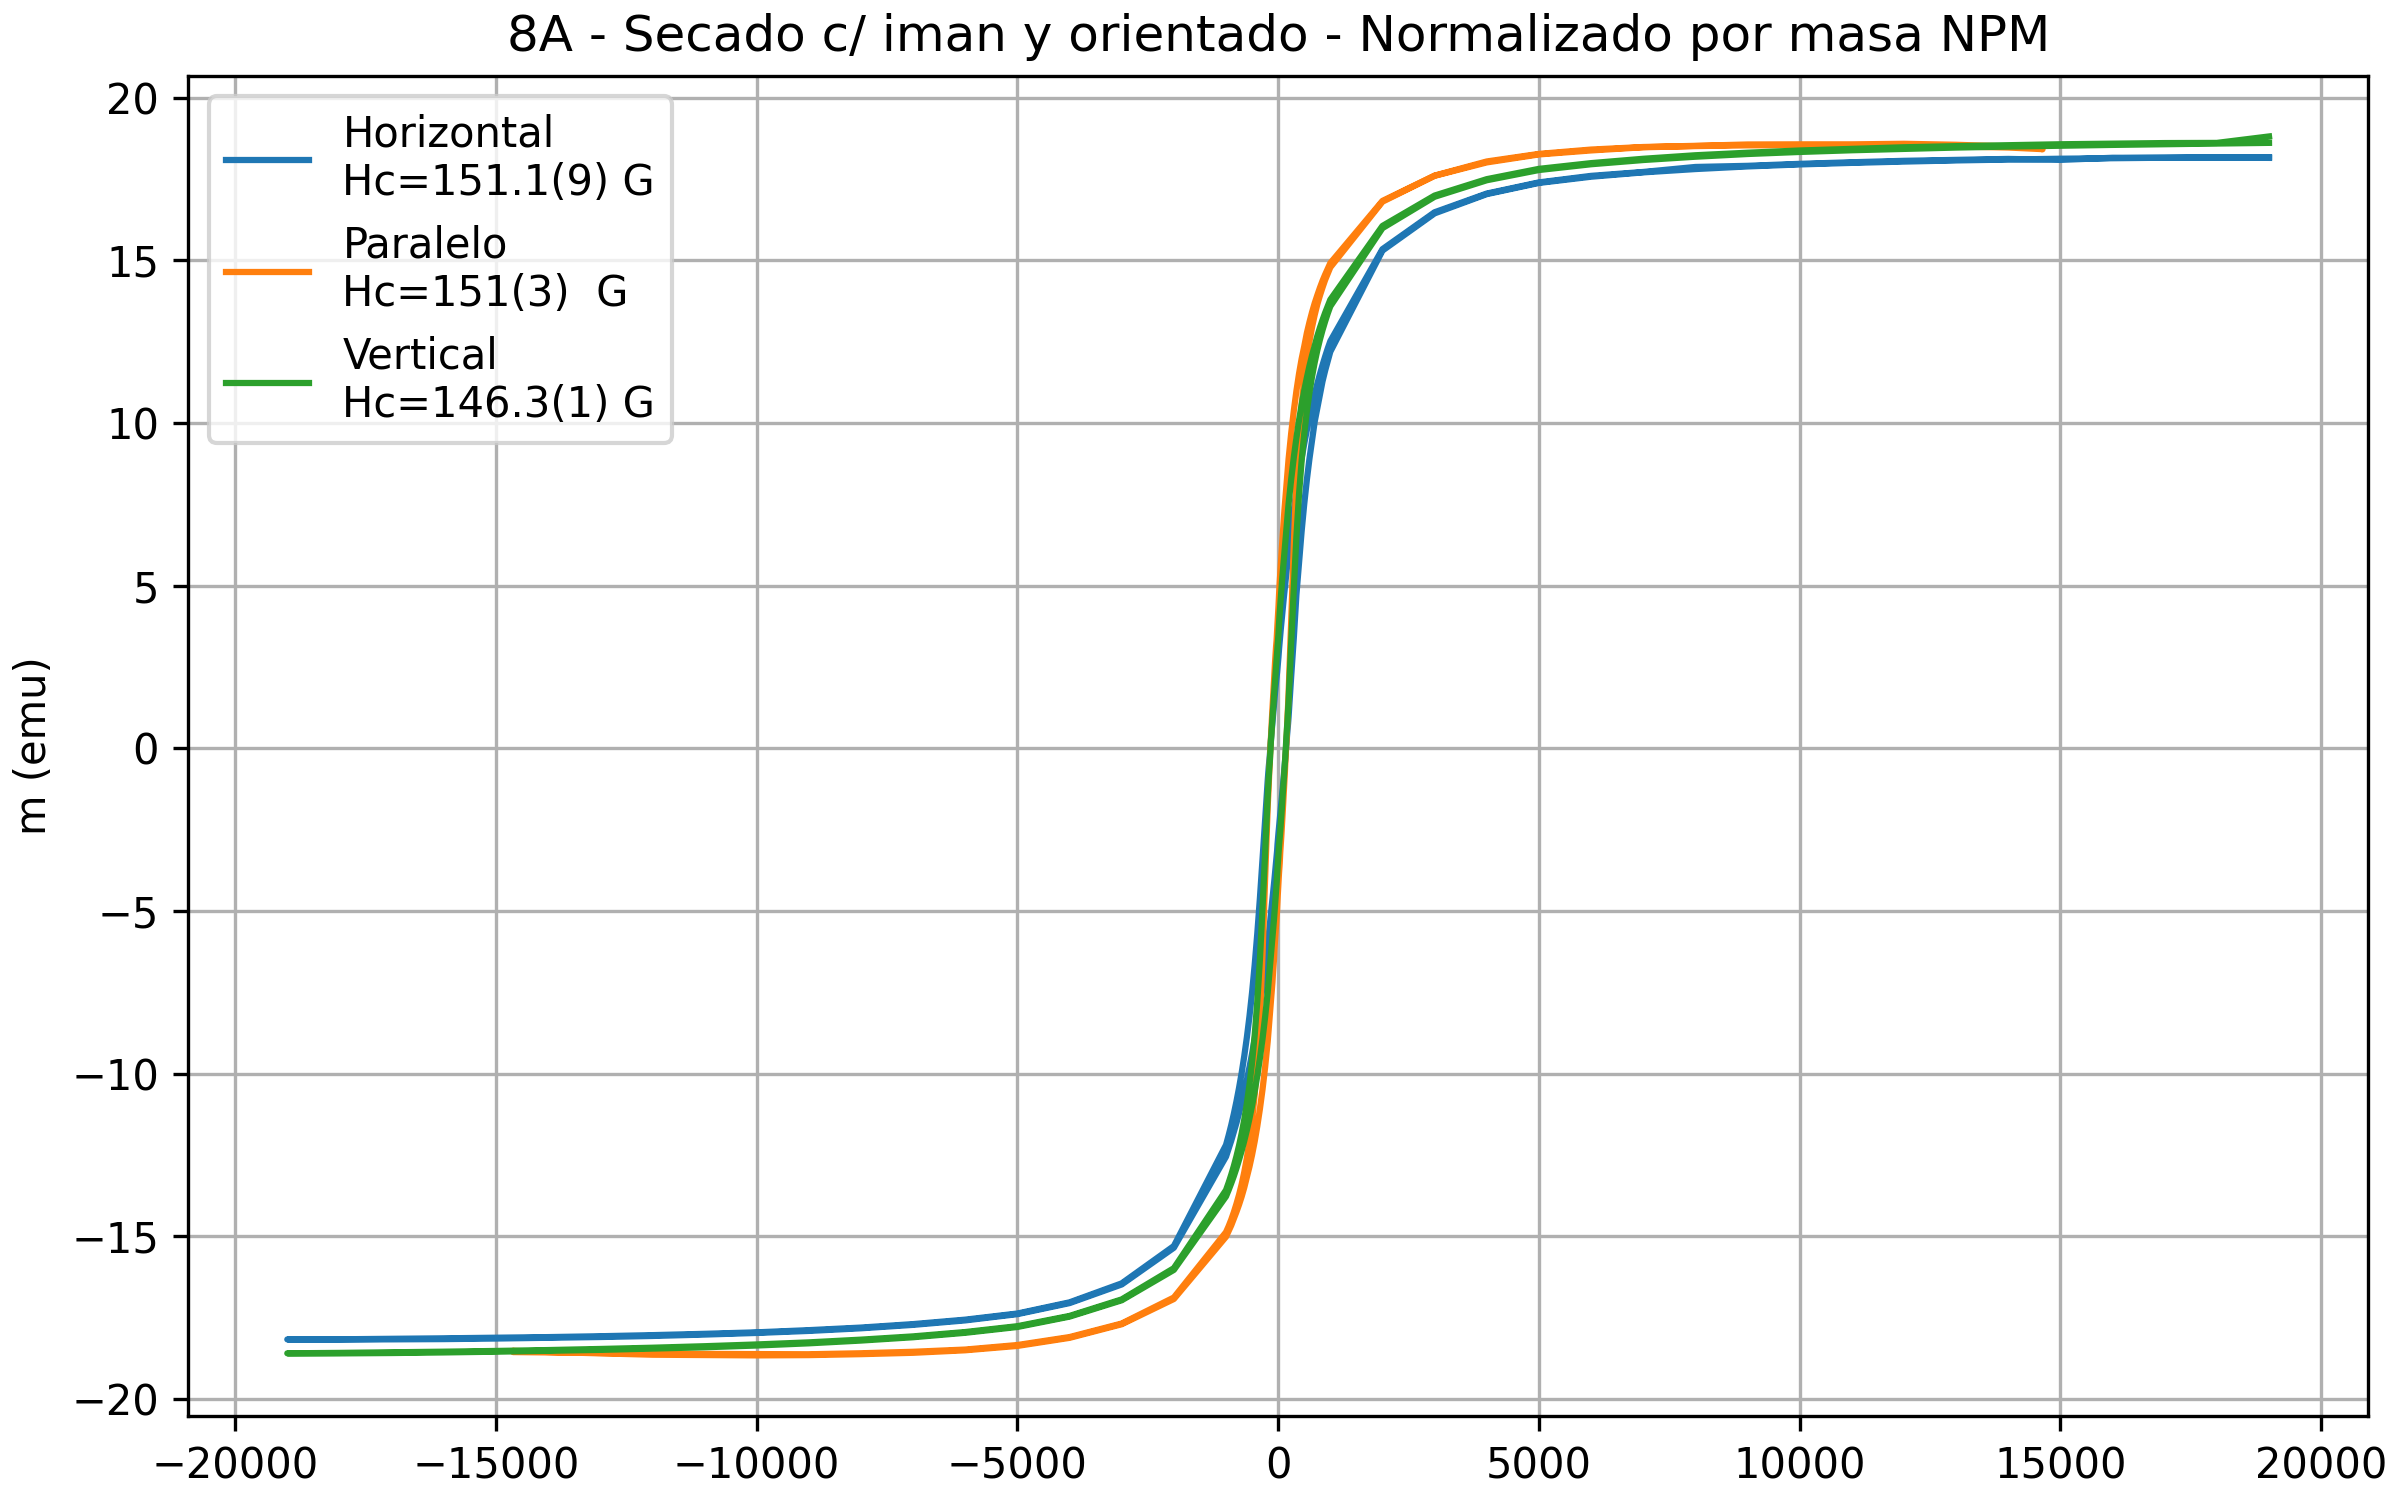 8A - Secado c/ iman y orientado - Normalizado por masa NPM
Horizontal
Hc=151.1(9) G
Paralelo
Hc=151(3)  G
Vertical
Hc=146.3(1) G
m (emu)
20
15
10
5
0
−5
−10
−15
−20
−20000
−15000
−10000
−5000
0
5000
10000
15000
20000